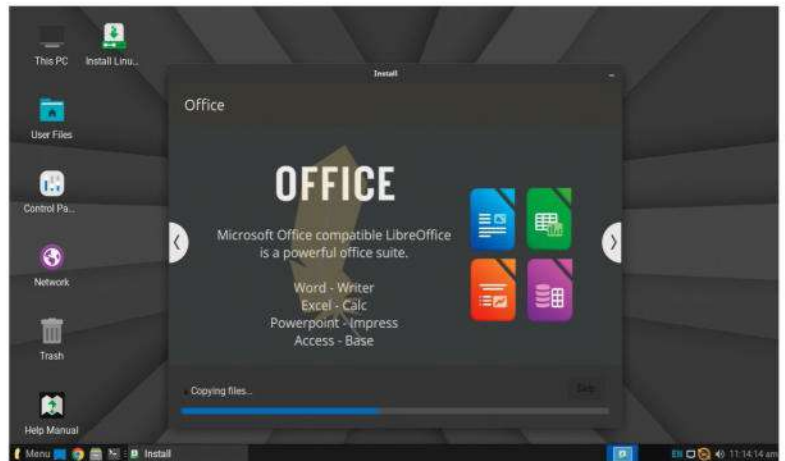 This PC
Install Linu...
User Files
Control Pa...
Network
Trash
Help Manual
Install
Office
OFFICE
Microsoft Office compatible LibreOffice
is a powerful office suite.
Word - Writer
Excel - Calc
Powerpoint - Impress
Access - Base
Copying files...
Skip
Menu
Install
EN
11:14:14 am